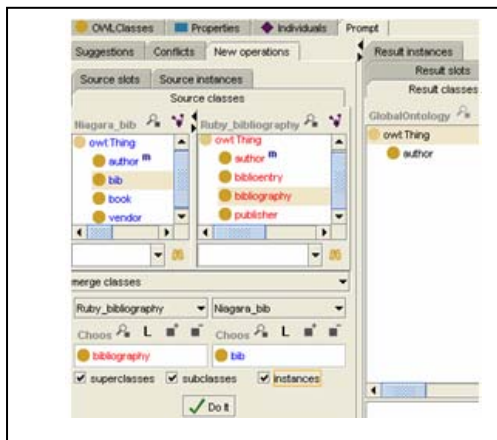 OWLClasses Properties Individuals Prompt
Suggestions Conflicts New operations
Source slots Source instances
Source classes
Niagara_bib Ruby_bibliography
owl:Thing
author m
bib
book
vendor
owl:Thing
author m
biblioentry
bibliography
publisher
merge classes
Ruby_bibliography Niagara_bib
Choos L Choos L
bibliography bib
superclasses subclasses instances
Do It
Result instances
Result slots
Result classes
GlobalOntology
owl:Thing
author